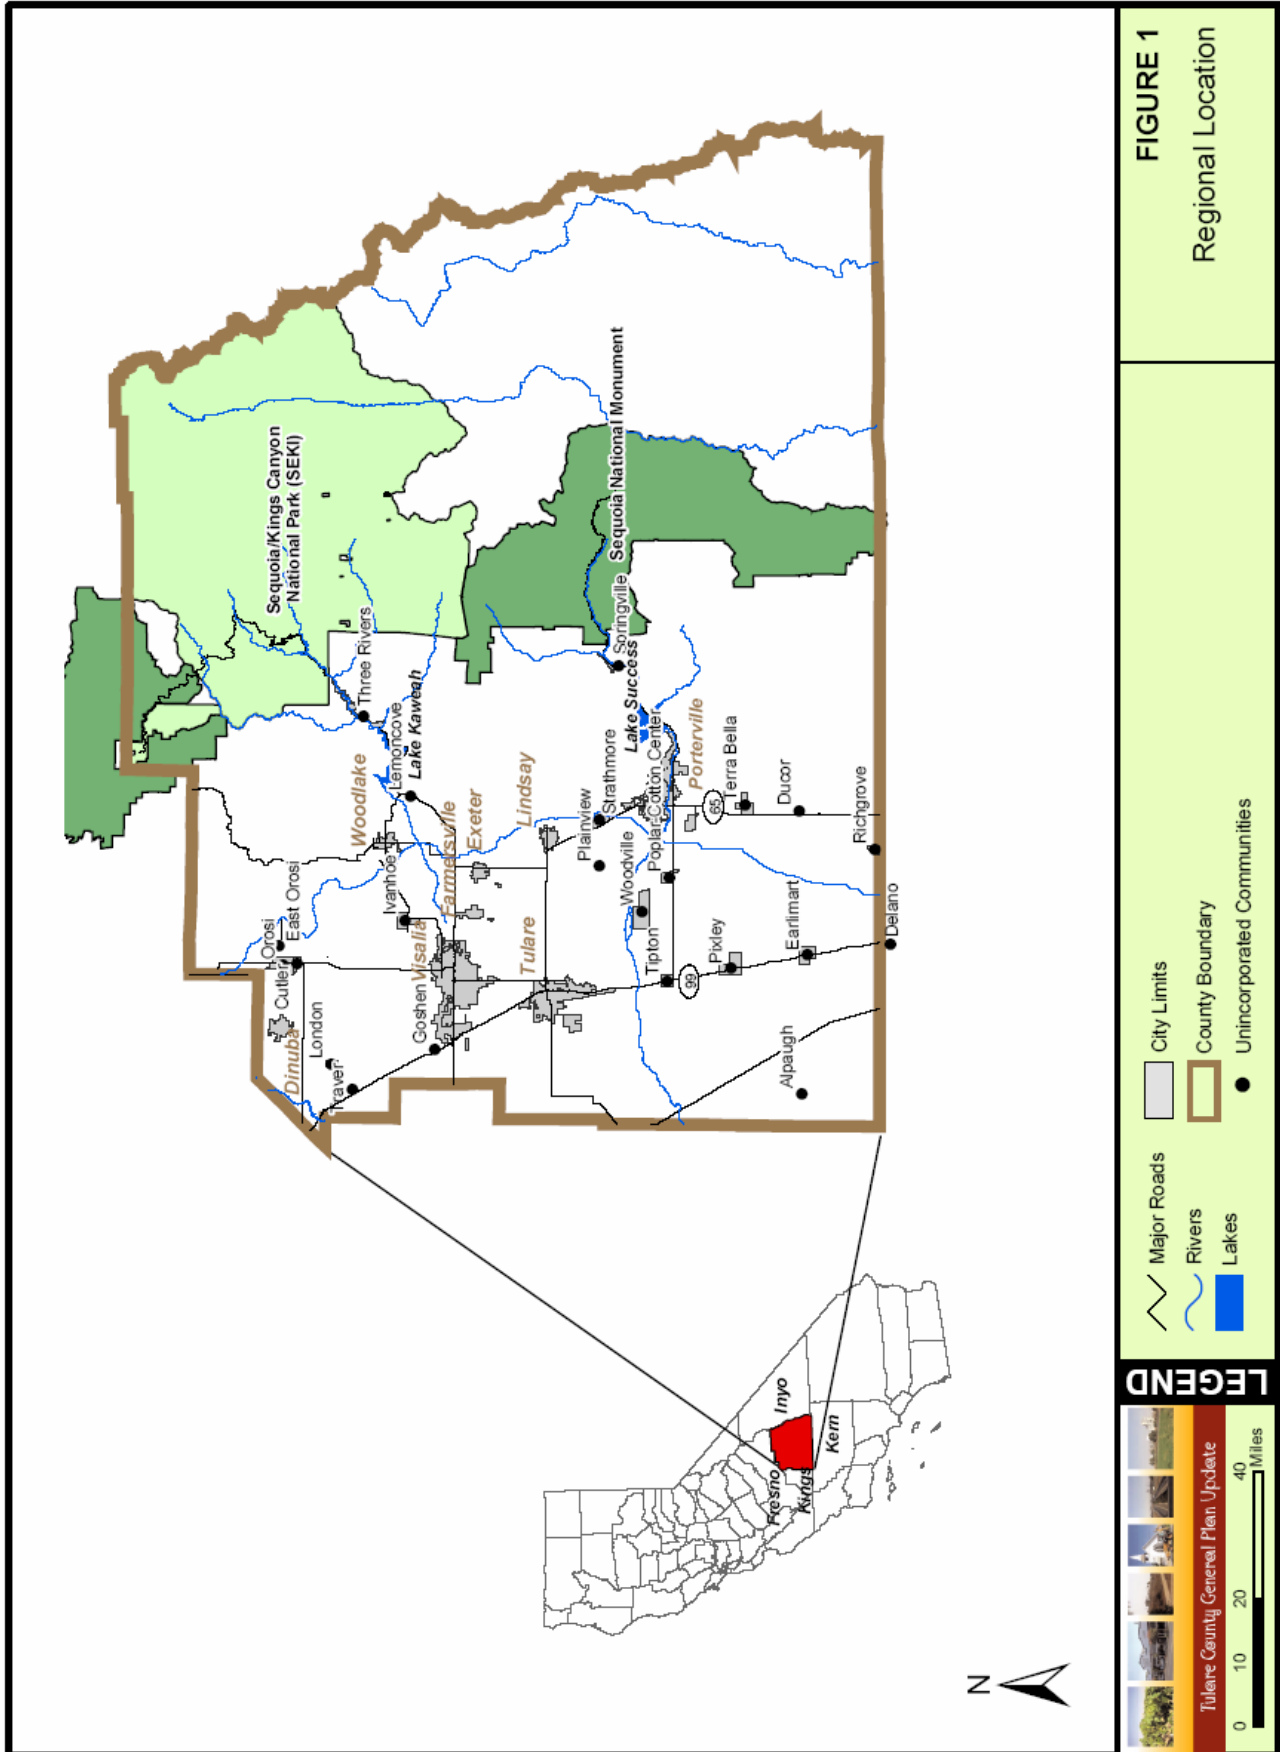 FIGURE 1
Regional Location
Sequoia/Kings Canyon
National Park (SEKI)
Sequoia National Monument
Three Rivers
Lemoncove
Lake Kaweah
Woodlake
Ivanhoe
East Orosi
Orosi
Cutler
Dinuba
London
Traver
Goshen
Visalia
Farmersville
Exeter
Lindsay
Tulare
Plainview
Strathmore
Springville
Lake Success
Porterville
Poplar-Cotton Center
Woodville
Tipton
99
65
Terra Bella
Pixley
Ducor
Earlimart
Alpaugh
Richgrove
Delano
Inyo
Fresno
Kings
Kern
N
LEGEND
Major Roads
Rivers
Lakes
City Limits
County Boundary
Unincorporated Communities
Tulare County General Plan Update
0 10 20 40
Miles